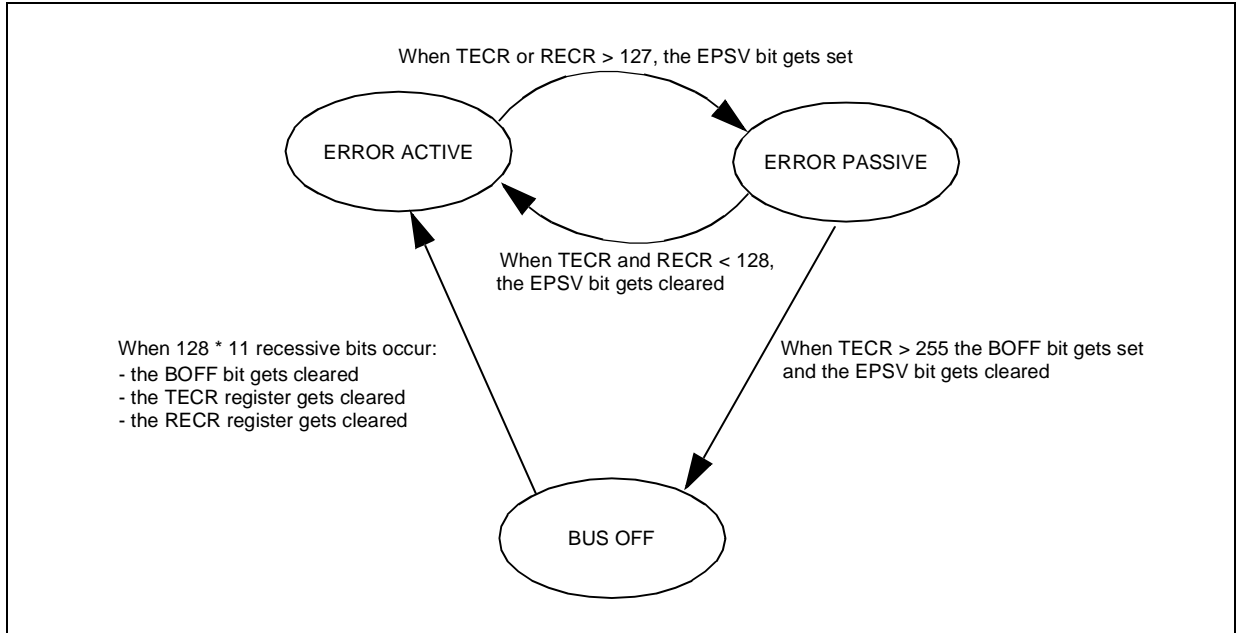 When TECR or RECR > 127, the EPSV bit gets set
ERROR ACTIVE
ERROR PASSIVE
When TECR and RECR < 128,
the EPSV bit gets cleared
When 128 * 11 recessive bits occur:
- the BOFF bit gets cleared
- the TECR register gets cleared
- the RECR register gets cleared
When TECR > 255 the BOFF bit gets set
and the EPSV bit gets cleared
BUS OFF